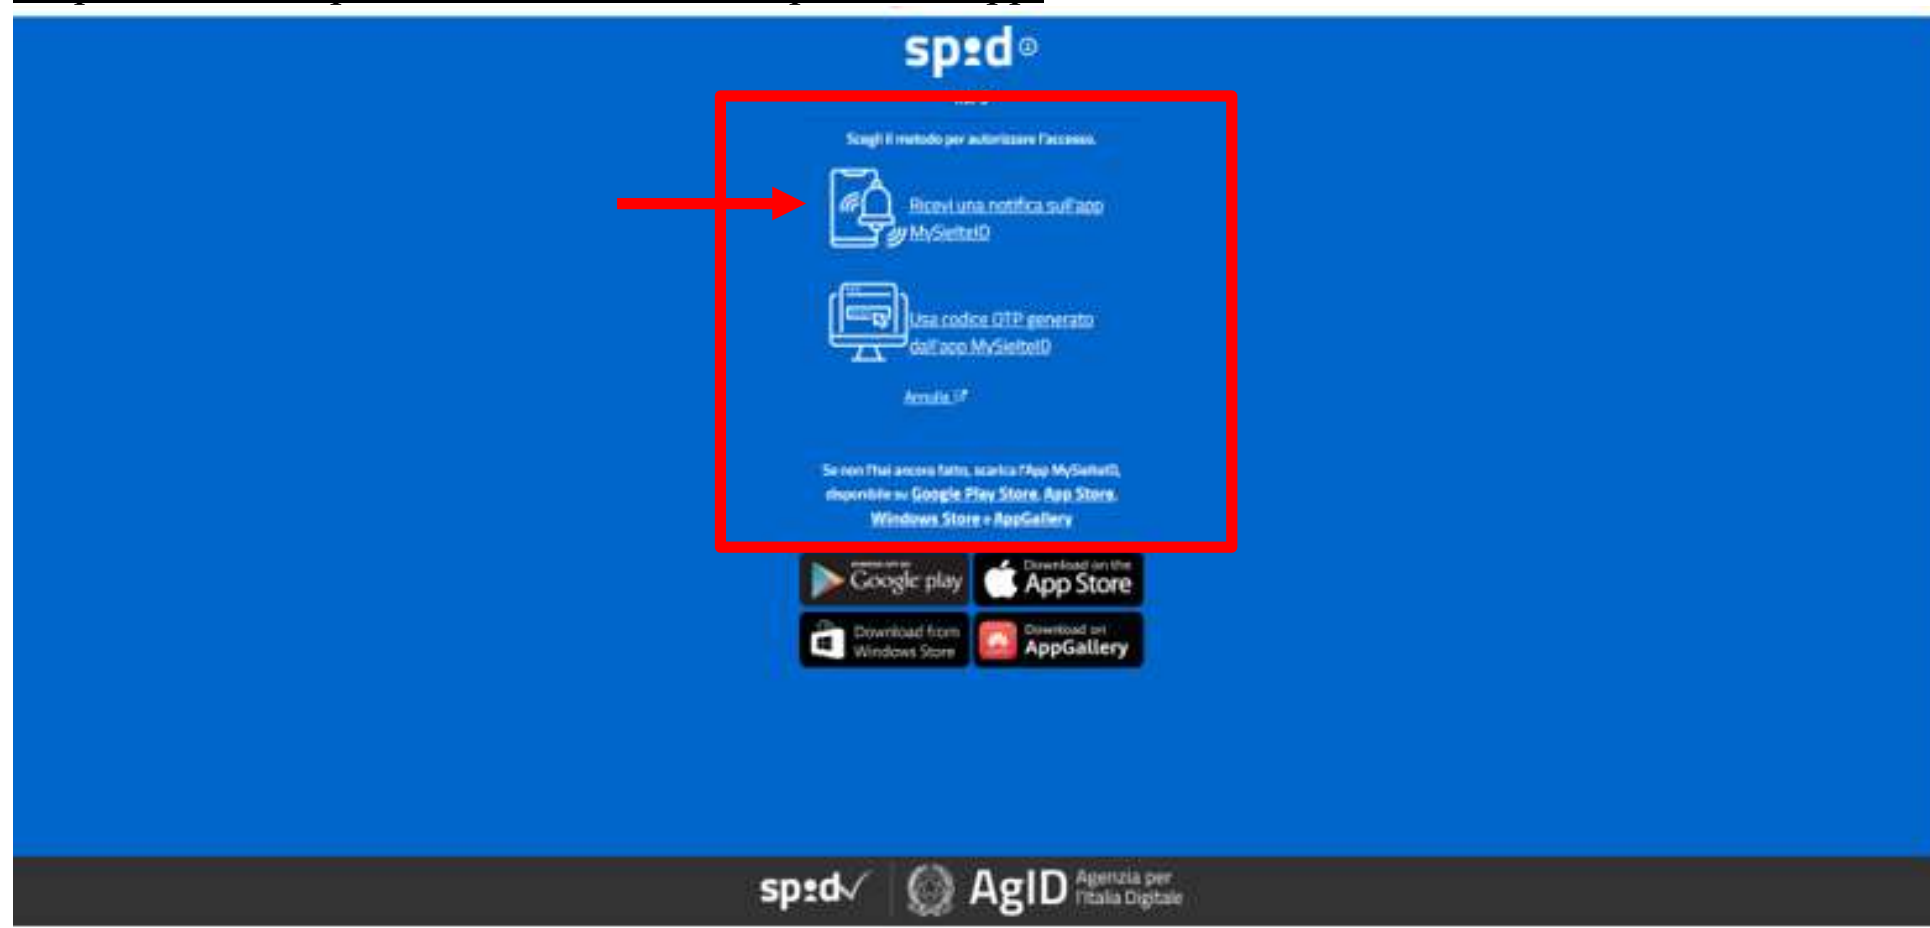 spid
Scegli il metodo per autorizzare l'accesso.
Ricevi una notifica sull'app
MySielteID
Usa codice OTP generato
dall'app MySielteID
Annulla
Se non l'hai ancora fatto, scarica l'App MySielteID,
disponibile su Google Play Store, App Store,
Windows Store e AppGallery
Google play
Download on the
App Store
Download from
Windows Store
Download on
AppGallery
spid
AgID Agenzia per
l'Italia Digitale